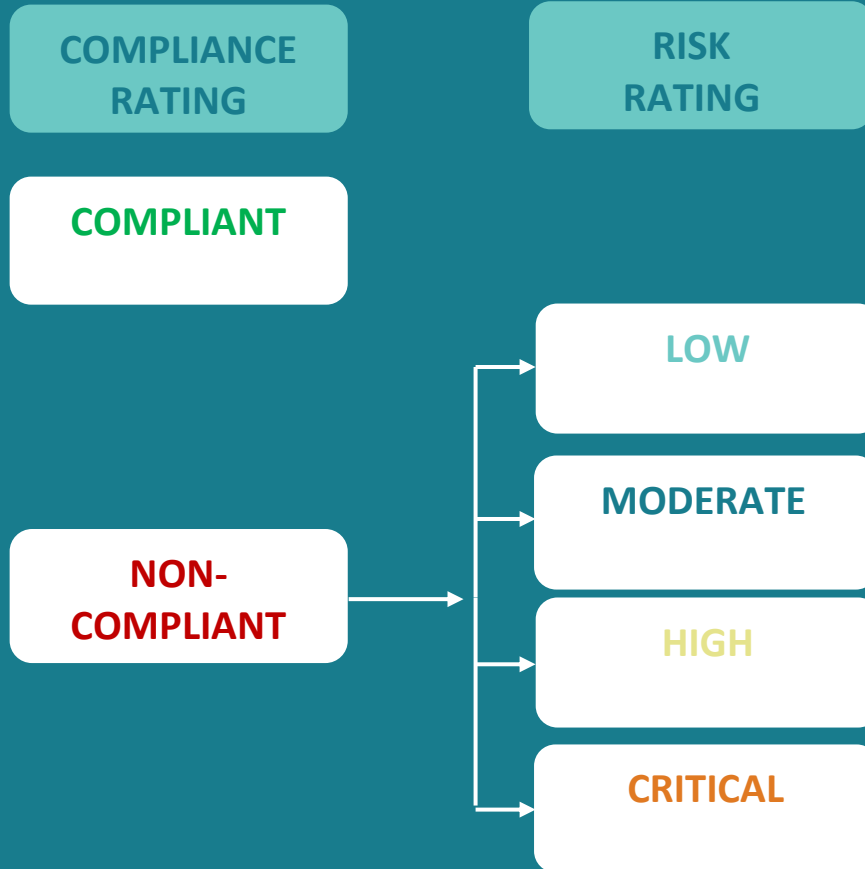 COMPLIANCE
RATING
RISK
RATING
COMPLIANT
LOW
MODERATE
NON-
COMPLIANT
HIGH
CRITICAL